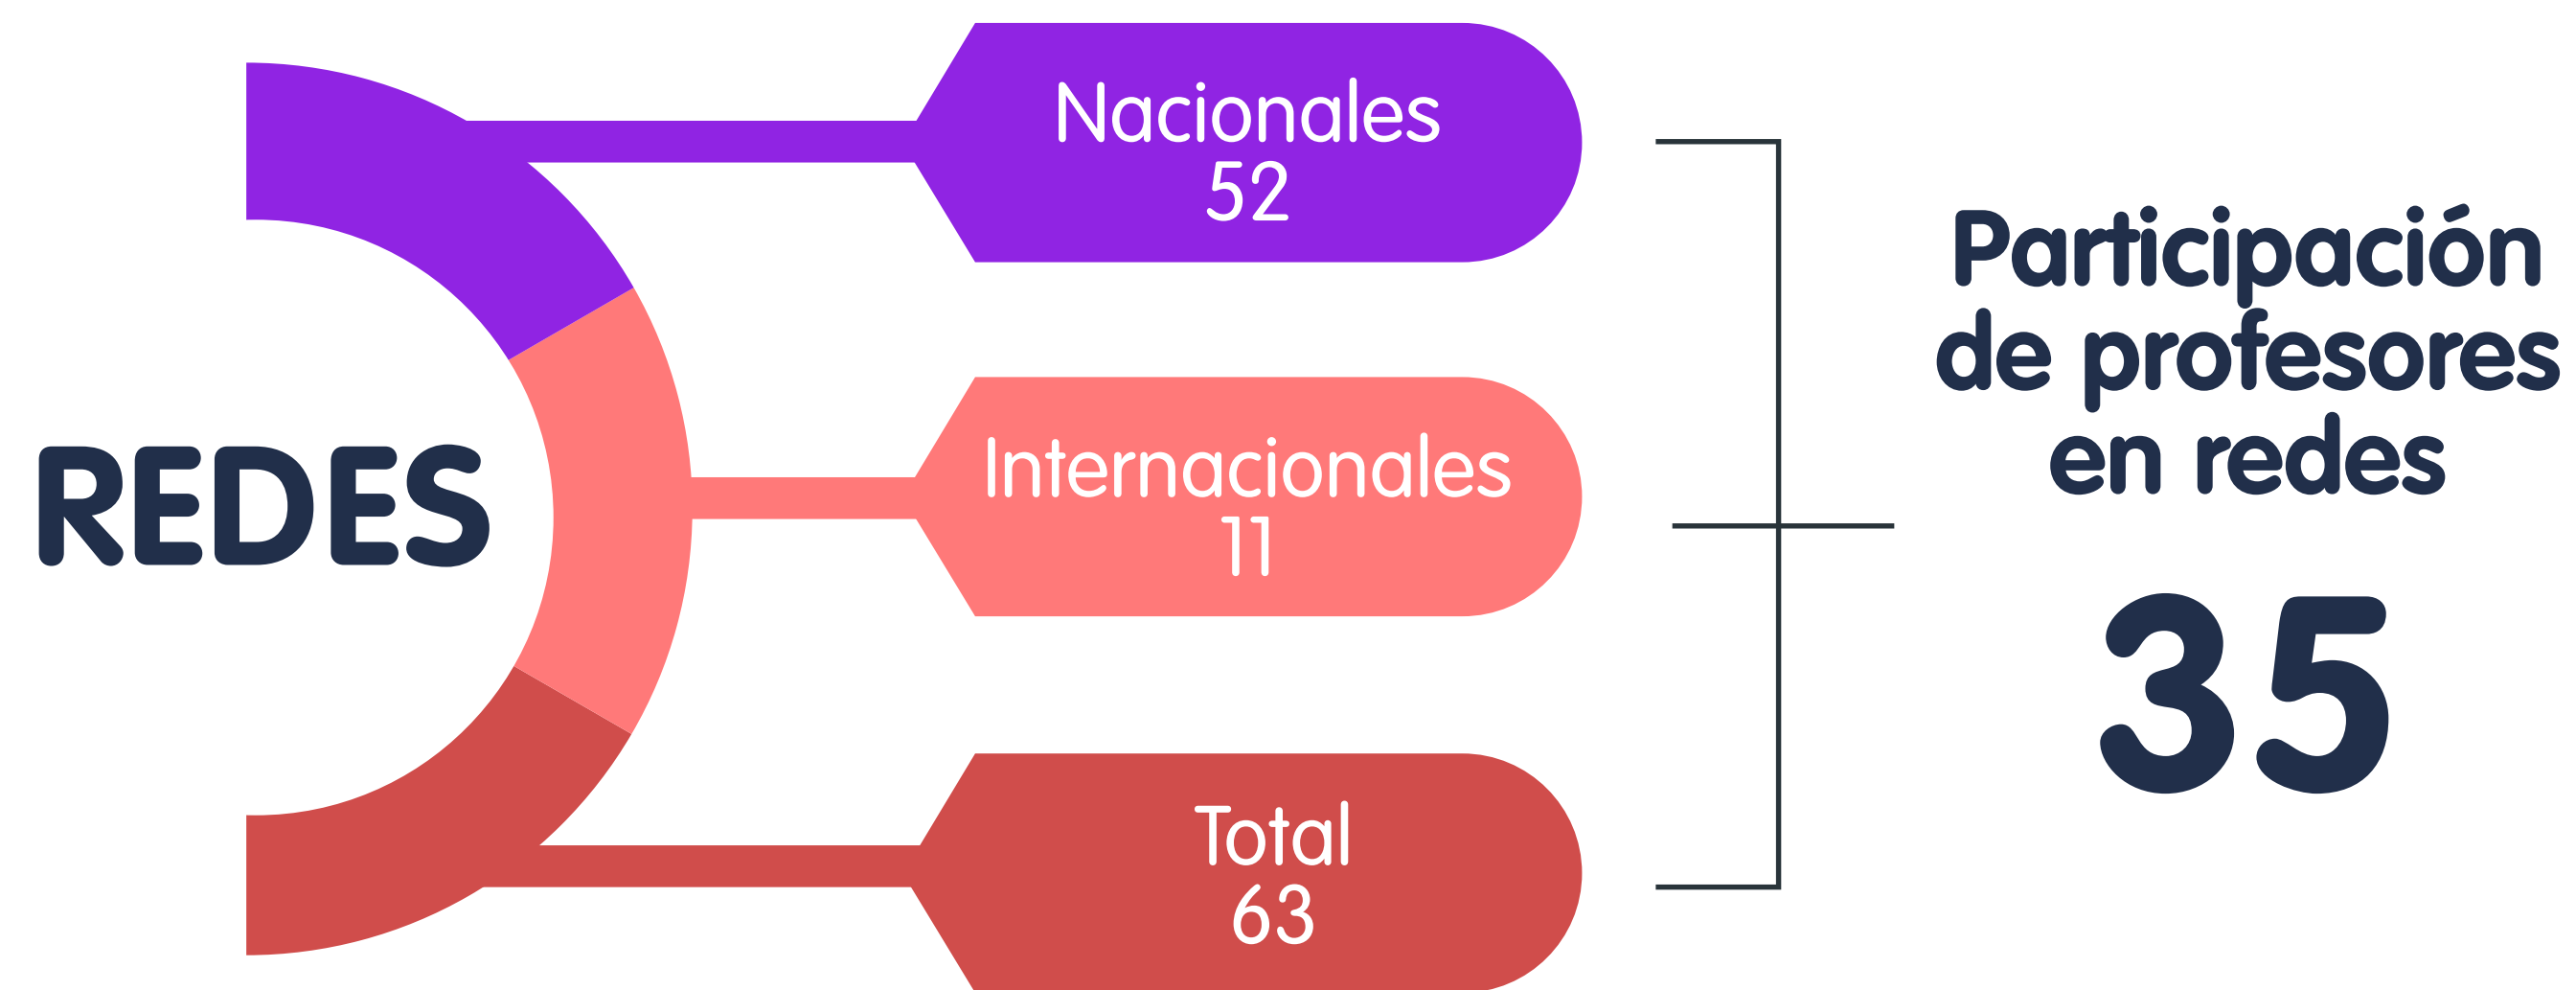 REDES
Nacionales
52
Internacionales
11
Total
63
Participación
de profesores
en redes
35